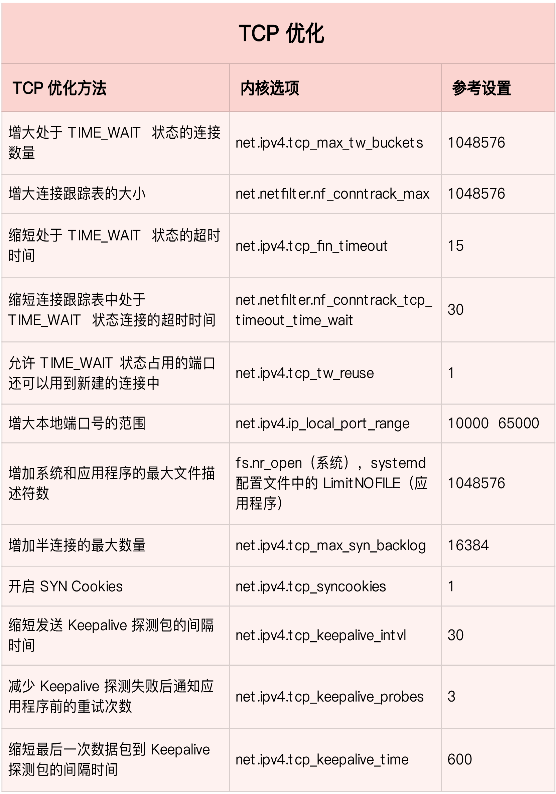 TCP 优化
TCP 优化方法 内核选项 参考设置
增大处于 TIME_WAIT 状态的连接
数量
net.ipv4.tcp_max_tw_buckets
1048576
增大连接跟踪表的大小
net.netfilter.nf_conntrack_max
1048576
缩短处于 TIME_WAIT 状态的超时
时间
net.ipv4.tcp_fin_timeout
15
缩短连接跟踪表中处于
TIME_WAIT 状态连接的超时时间
net.netfilter.nf_conntrack_tcp_
timeout_time_wait
30
允许 TIME_WAIT 状态占用的端口
还可以用到新建的连接中
net.ipv4.tcp_tw_reuse
1
增大本地端口号的范围
net.ipv4.ip_local_port_range
10000 65000
增加系统和应用程序的最大文件描
述符数
fs.nr_open（系统）, systemd
配置文件中的 LimitNOFILE（应
用程序）
1048576
增加半连接的最大数量
net.ipv4.tcp_max_syn_backlog
16384
开启 SYN Cookies
net.ipv4.tcp_syncookies
1
缩短发送 Keepalive 探测包的间隔
时间
net.ipv4.tcp_keepalive_intvl
30
减少 Keepalive 探测失败后通知应
用程序前的重试次数
net.ipv4.tcp_keepalive_probes
3
缩短最后一次数据包到 Keepalive
探测包的间隔时间
net.ipv4.tcp_keepalive_time
600